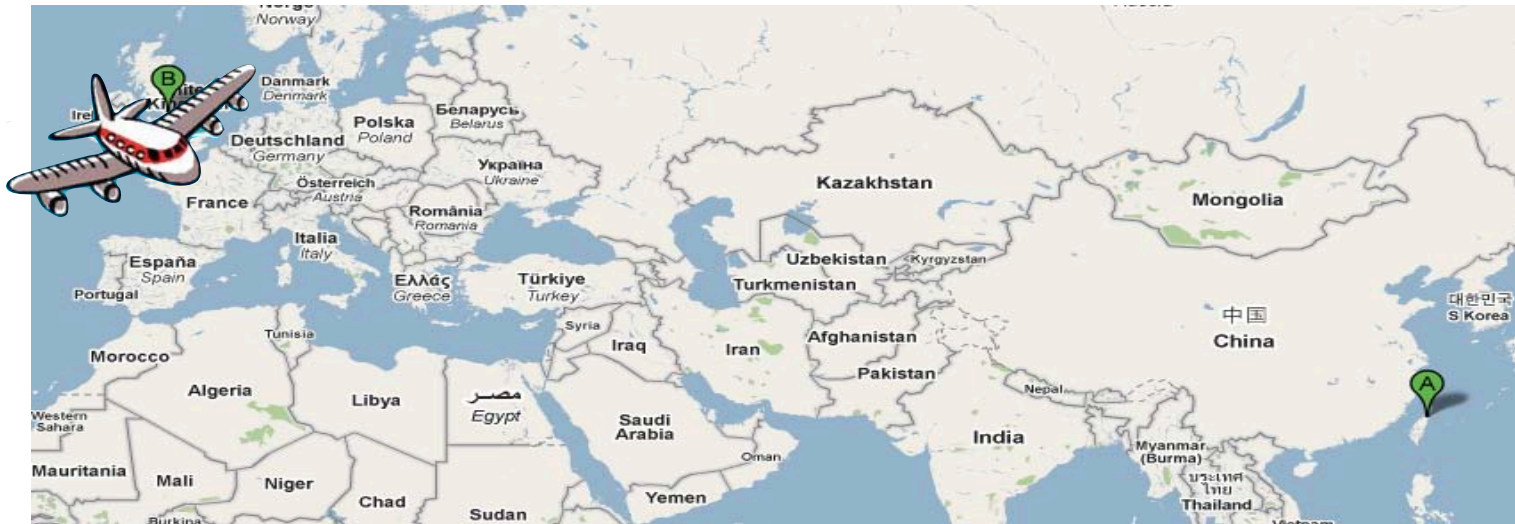 Norway
B
Danmark
Denmark
Polska
Poland
Беларусь
Belarus
Deutschland
Germany
Україна
Ukraine
Österreich
Austria
France
România
Romania
Italia
Italy
España
Spain
Portugal
Ελλάς
Greece
Türkiye
Turkey
Kazakhstan
Mongolia
Uzbekistan
Kyrgyzstan
Turkmenistan
대한민국
S Korea
中国
China
Tunisia
Syria
Morocco
Iraq
Iran
Afghanistan
Pakistan
Algeria
Libya
مصر
Egypt
Nepal
A
Western
Sahara
Saudi
Arabia
India
Oman
Myanmar
(Burma)
Mauritania
Mali
Niger
Chad
Sudan
Yemen
ประเทศ
ไทย
Thailand